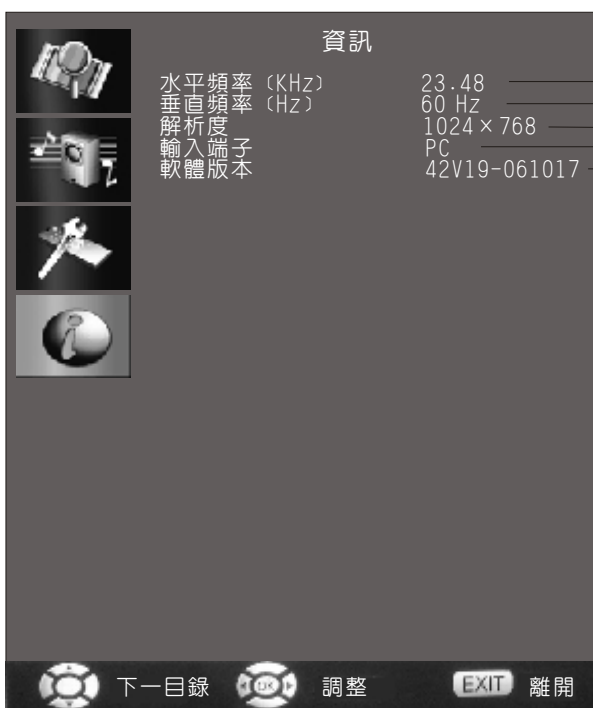 資訊
水平頻率 (KHz) 23.48
垂直頻率 (Hz) 60 Hz
解析度 1024×768
輸入端子 PC
軟體版本 42V19-061017
下一目錄 OK 調整 EXIT 離開